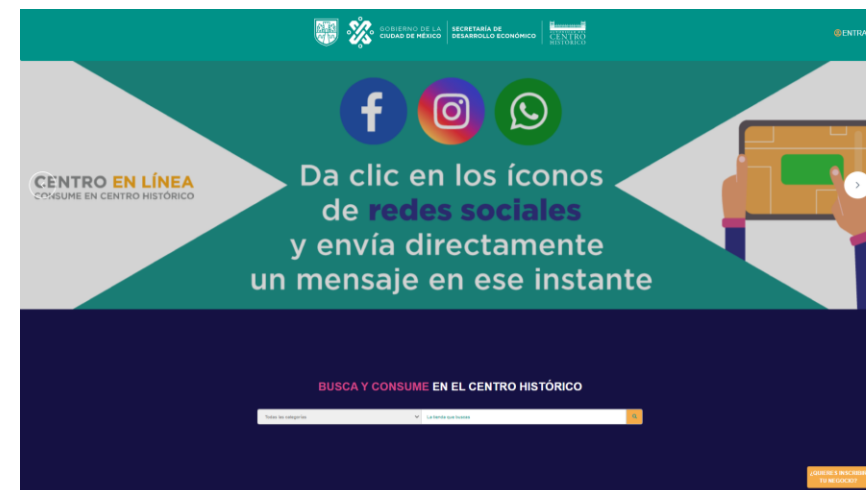 GOBIERNO DE LA
CIUDAD DE MÉXICO
SECRETARÍA DE
DESARROLLO ECONÓMICO
CENTRO
HISTÓRICO
ENTRA
CENTRO EN LÍNEA
CONSUME EN CENTRO HISTÓRICO
Da clic en los íconos
de redes sociales
y envía directamente
un mensaje en ese instante
BUSCA Y CONSUME EN EL CENTRO HISTÓRICO
Todas las categorías
La tienda que buscas
¿QUIERES INSCRIBIR
TU NEGOCIO?